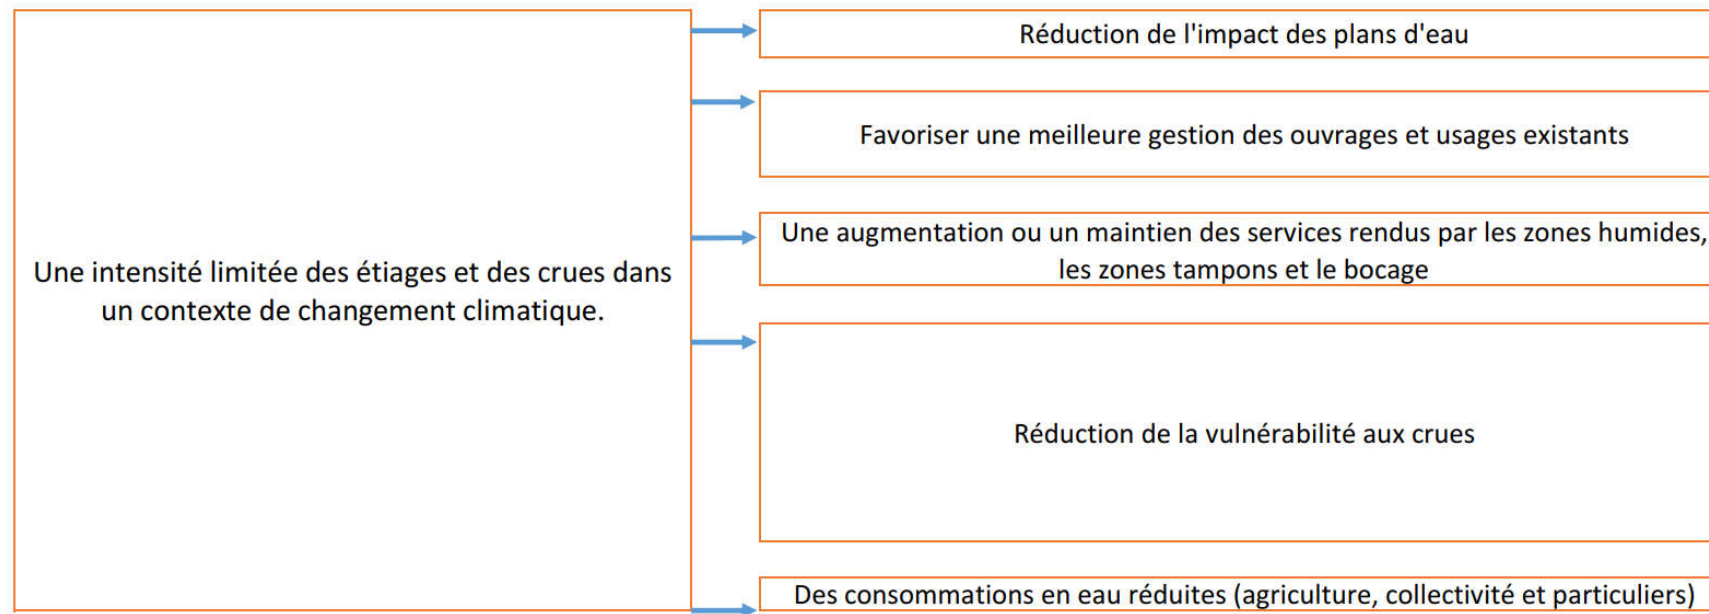 Une intensité limitée des étiages et des crues dans
un contexte de changement climatique.
Réduction de l'impact des plans d'eau
Favoriser une meilleure gestion des ouvrages et usages existants
Une augmentation ou un maintien des services rendus par les zones humides,
les zones tampons et le bocage
Réduction de la vulnérabilité aux crues
Des consommations en eau réduites (agriculture, collectivité et particuliers)